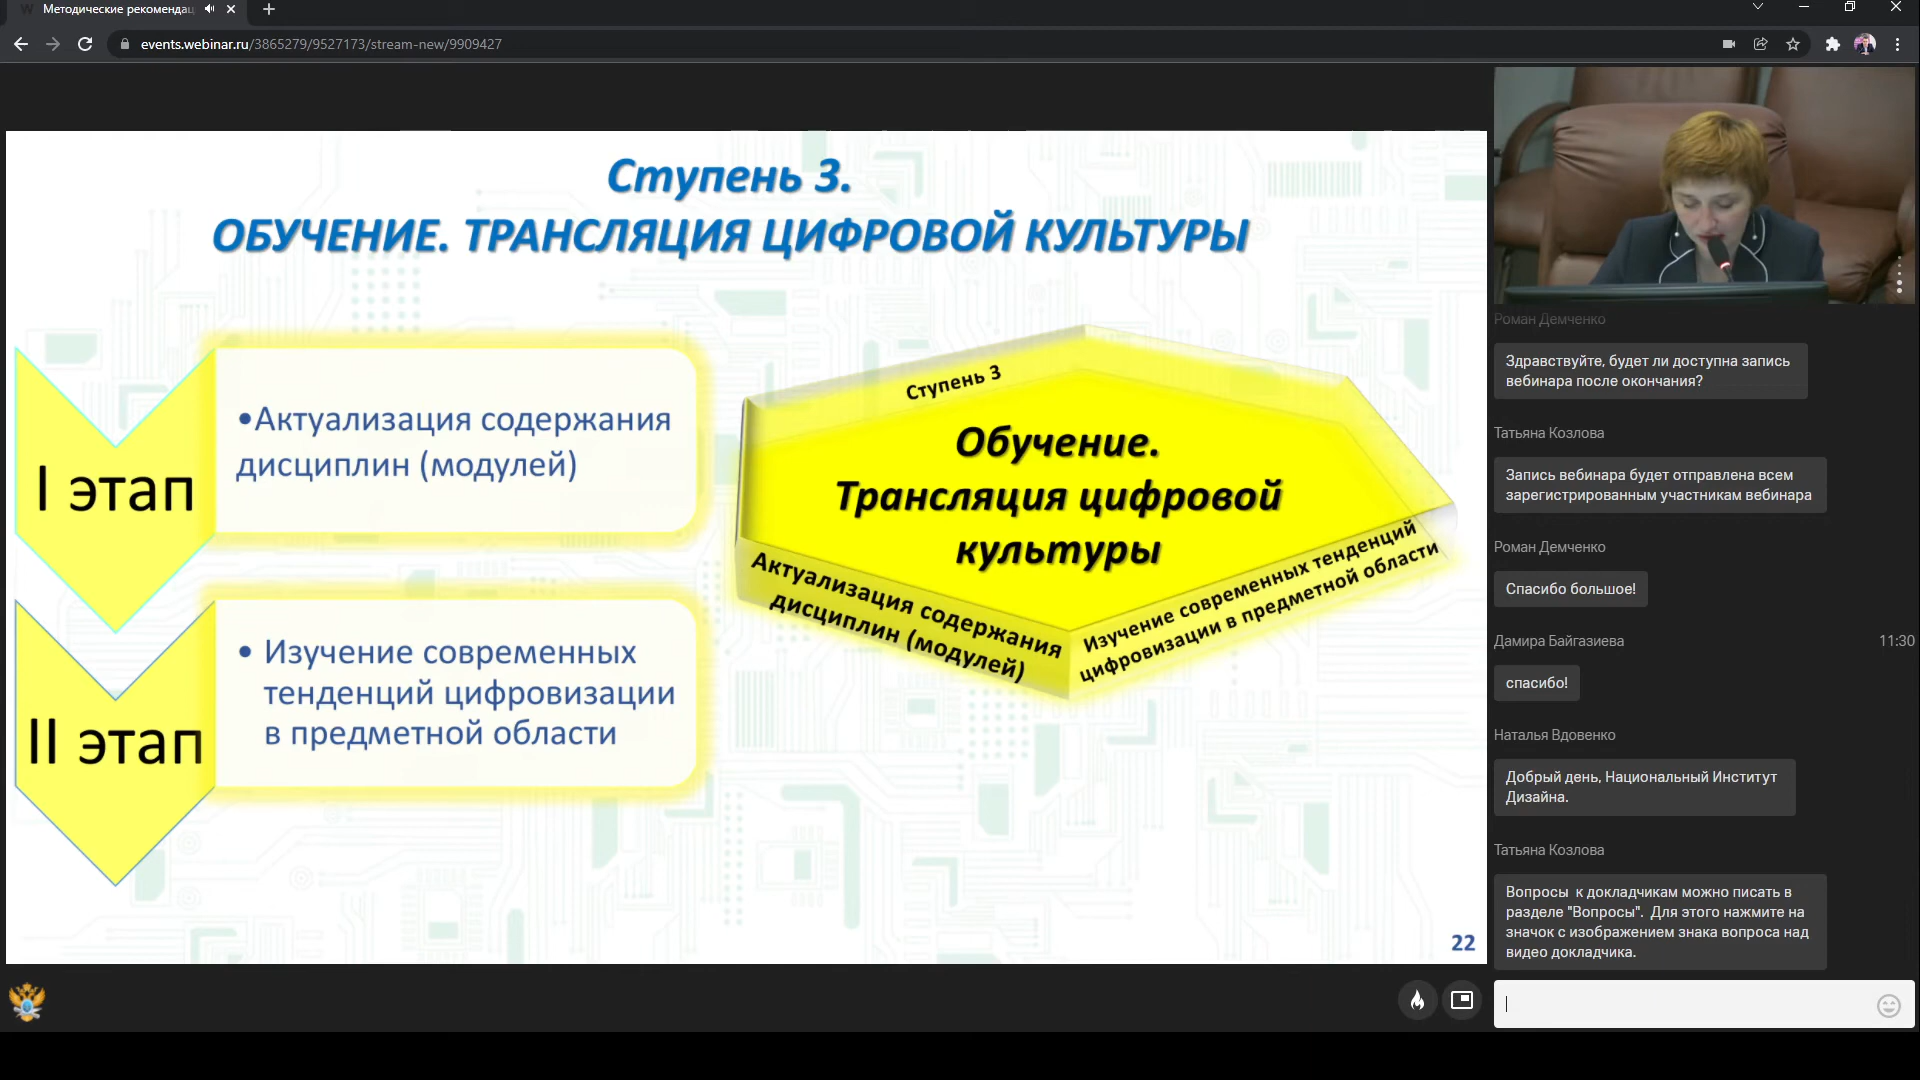 Методические рекомендац
events.webinar.ru/3865279/9527173/stream-new/9909427
Ступень 3.
ОБУЧЕНИЕ. ТРАНСЛЯЦИЯ ЦИФРОВОЙ КУЛЬТУРЫ
I этап
•Актуализация содержания
дисциплин (модулей)
II этап
• Изучение современных
тенденций цифровизации
в предметной области
Ступень 3
Обучение.
Трансляция цифровой
культуры
Актуализация содержания
дисциплин (модулей)
Изучение современных тенденций
цифровизации в предметной области
22
Роман Демченко
Здравствуйте, будет ли доступна запись
вебинара после окончания?
Татьяна Козлова
Запись вебинара будет отправлена всем
зарегистрированным участникам вебинара
Роман Демченко
Спасибо большое!
Дамира Байгазиева 11:30
спасибо!
Наталья Вдовенко
Добрый день, Национальный Институт
Дизайна.
Татьяна Козлова
Вопросы к докладчикам можно писать в
разделе "Вопросы". Для этого нажмите на
значок с изображением знака вопроса над
видео докладчика.